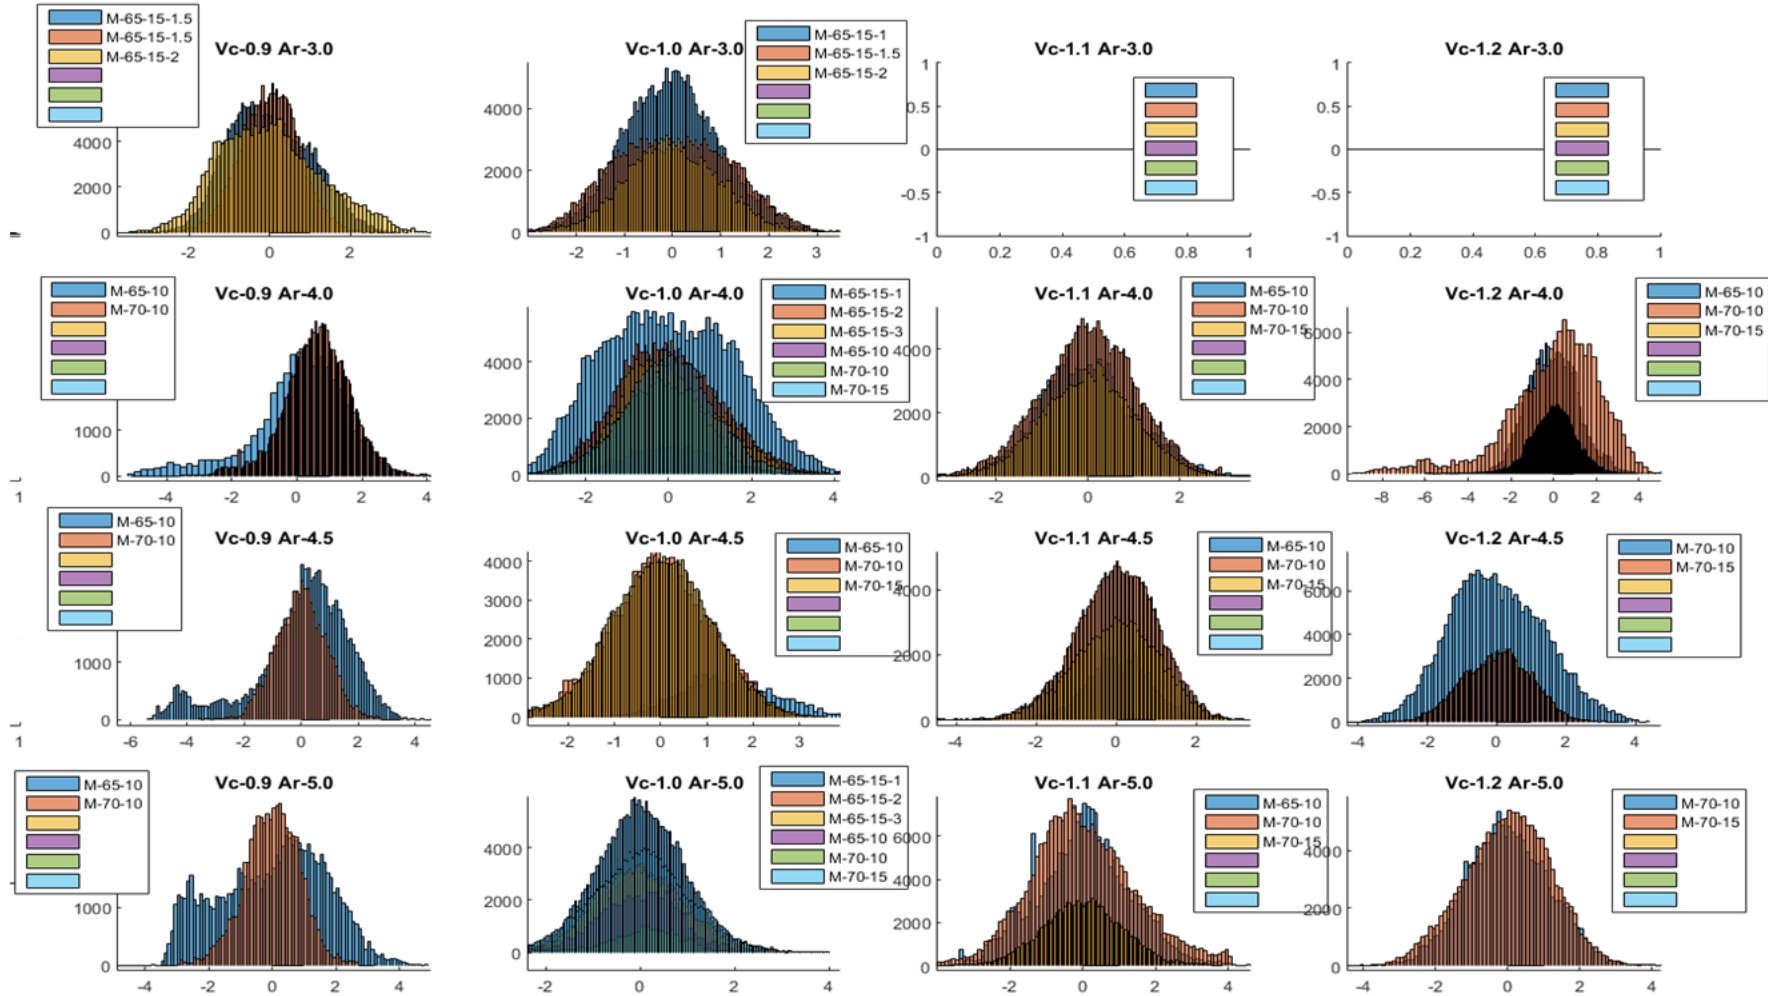 M-65-15-1.5
M-65-15-1.5
M-65-15-2
Vc-0.9 Ar-3.0
4000
2000
0
-2 0 2
Vc-1.0 Ar-3.0
M-65-15-1
M-65-15-1.5
M-65-15-2
4000
2000
0
-2 -1 0 1 2 3
Vc-1.1 Ar-3.0
1
0.5
0
-0.5
-1
0 0.2 0.4 0.6 0.8 1
Vc-1.2 Ar-3.0
1
0.5
0
-0.5
-1
0 0.2 0.4 0.6 0.8 1
M-65-10
M-70-10
Vc-0.9 Ar-4.0
1000
0
-4 -2 0 2 4
Vc-1.0 Ar-4.0
M-65-15-1
M-65-15-2
M-65-15-3
M-65-10
M-70-10
M-70-15
4000
2000
0
-2 0 2 4
Vc-1.1 Ar-4.0
M-65-10
M-70-10
M-70-15
4000
2000
0
-2 0 2
Vc-1.2 Ar-4.0
M-65-10
M-70-10
M-70-15
6000
4000
2000
0
-8 -6 -4 -2 0 2 4
1
M-65-10
M-70-10
Vc-0.9 Ar-4.5
1000
0
-6 -4 -2 0 2 4
Vc-1.0 Ar-4.5
M-65-10
M-70-10
M-70-15
4000
3000
2000
1000
0
-2 -1 0 1 2 3
Vc-1.1 Ar-4.5
M-65-10
M-70-10
M-70-15
4000
2000
0
-4 -2 0 2
Vc-1.2 Ar-4.5
M-70-10
M-70-15
6000
4000
2000
0
-4 -2 0 2 4
1
M-65-10
M-70-10
Vc-0.9 Ar-5.0
1000
0
-2 0 2 4
Vc-1.0 Ar-5.0
M-65-15-1
M-65-15-2
M-65-15-3
M-65-10
M-70-10
M-70-15
4000
2000
0
-2 0 2 4
Vc-1.1 Ar-5.0
M-65-10
M-70-10
M-70-15
6000
4000
2000
0
-2 0 2 4
Vc-1.2 Ar-5.0
M-70-10
M-70-15
4000
2000
0
-4 -2 0 2 4